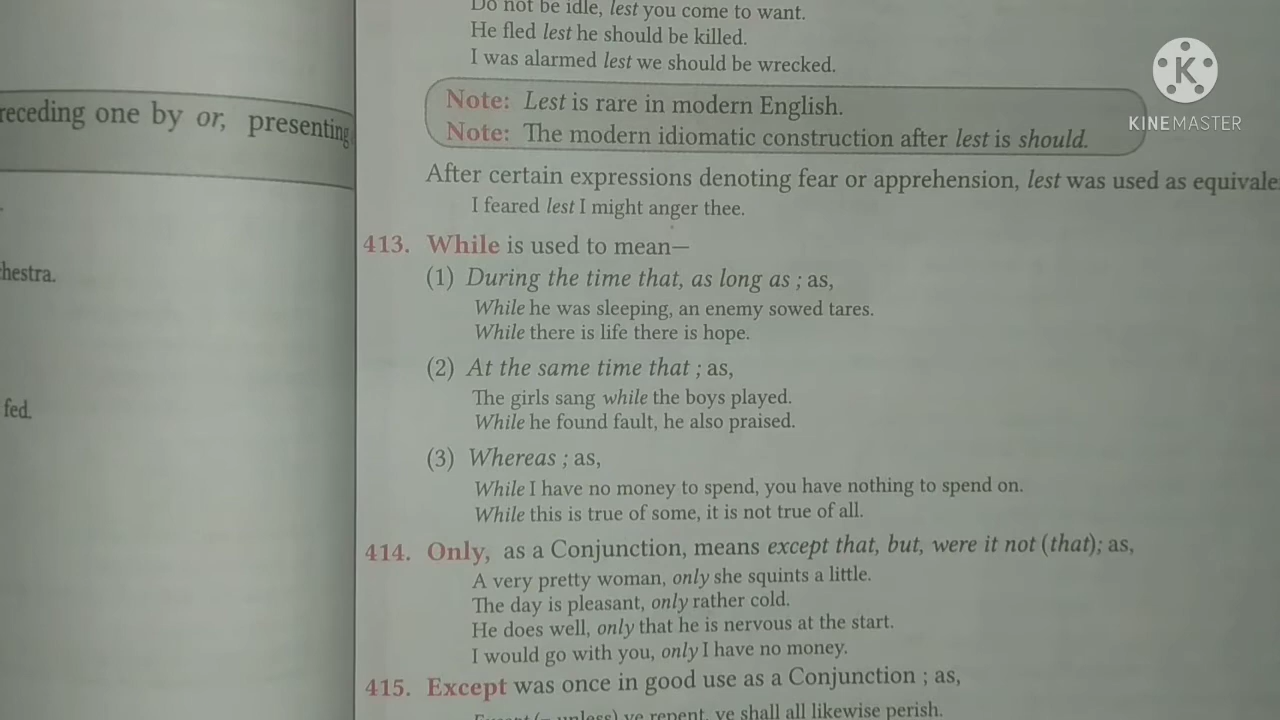 receding one by or, presenting
hestra.
fed.
Do not be idle, lest you come to want.
He fled lest he should be killed.
I was alarmed lest we should be wrecked.
Note: Lest is rare in modern English.
Note: The modern idiomatic construction after lest is should.
After certain expressions denoting fear or apprehension, lest was used as equivale
I feared lest I might anger thee.
413. While is used to mean—
(1) During the time that, as long as ; as,
While he was sleeping, an enemy sowed tares.
While there is life there is hope.
(2) At the same time that ; as,
The girls sang while the boys played.
While he found fault, he also praised.
(3) Whereas ; as,
While I have no money to spend, you have nothing to spend on.
While this is true of some, it is not true of all.
414. Only, as a Conjunction, means except that, but, were it not (that); as,
A very pretty woman, only she squints a little.
The day is pleasant, only rather cold.
He does well, only that he is nervous at the start.
I would go with you, only I have no money.
415. Except was once in good use as a Conjunction ; as,
Except (= unless) ye repent, ye shall all likewise perish.
K
KINEMASTER